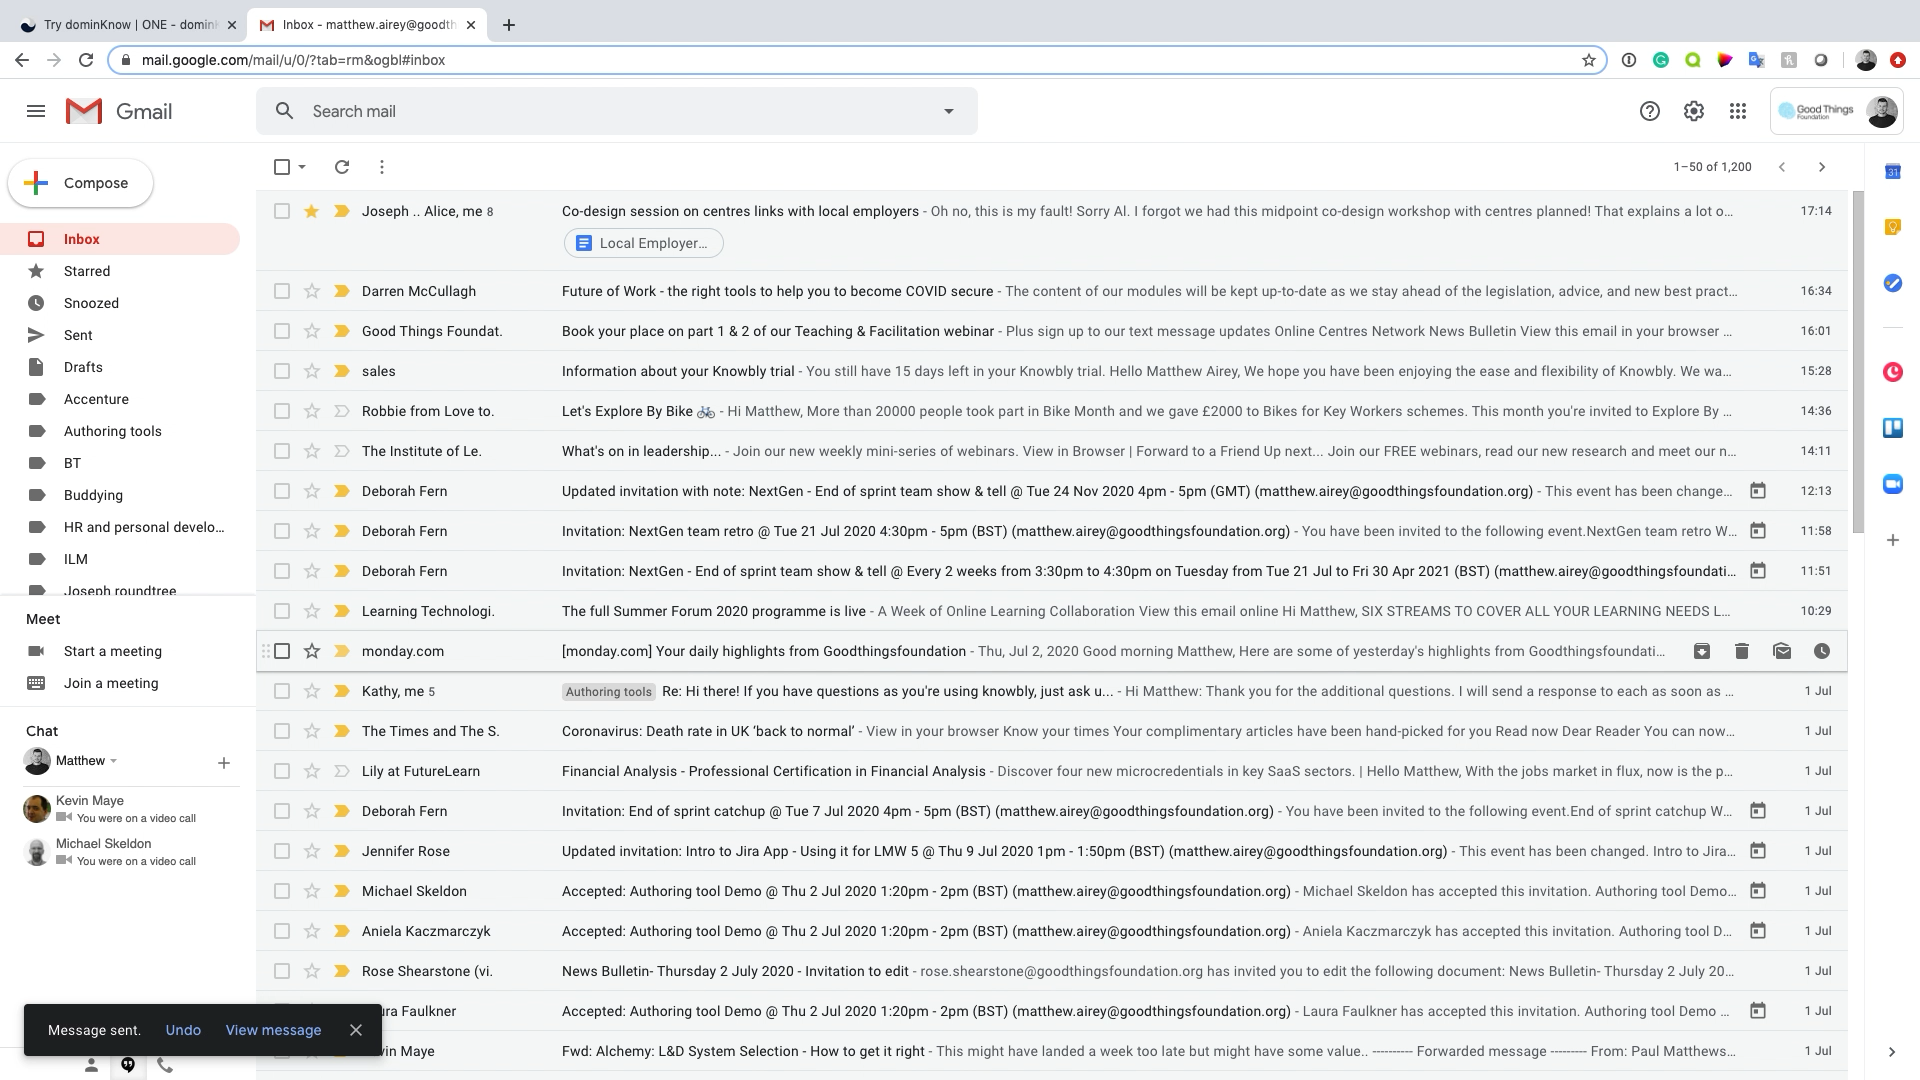 Try dominKnow | ONE - domin
Inbox - matthew.airey@goodth
mail.google.com/mail/u/0/?tab=rm&ogbl#inbox
Gmail
Search mail
Good Things
Foundation
Compose
1–50 of 1,200
Inbox
Starred
Snoozed
Sent
Drafts
Accenture
Authoring tools
BT
Buddying
HR and personal develo...
ILM
Joseph roundtree
Meet
Start a meeting
Join a meeting
Chat
Matthew
Kevin Maye
You were on a video call
Michael Skeldon
You were on a video call
Joseph .. Alice, me 8 Co-design session on centres links with local employers - Oh no, this is my fault! Sorry Al. I forgot we had this midpoint co-design workshop with centres planned! That explains a lot o... 17:14
Local Employer...
Darren McCullagh Future of Work - the right tools to help you to become COVID secure - The content of our modules will be kept up-to-date as we stay ahead of the legislation, advice, and new best pract... 16:34
Good Things Foundat. Book your place on part 1 & 2 of our Teaching & Facilitation webinar - Plus sign up to our text message updates Online Centres Network News Bulletin View this email in your browser ... 16:01
sales Information about your Knowbly trial - You still have 15 days left in your Knowbly trial. Hello Matthew Airey, We hope you have been enjoying the ease and flexibility of Knowbly. We wa... 15:28
Robbie from Love to. Let's Explore By Bike 🚲 - Hi Matthew, More than 20000 people took part in Bike Month and we gave £2000 to Bikes for Key Workers schemes. This month you're invited to Explore By ... 14:36
The Institute of Le. What's on in leadership... - Join our new weekly mini-series of webinars. View in Browser | Forward to a Friend Up next... Join our FREE webinars, read our new research and meet our n... 14:11
Deborah Fern Updated invitation with note: NextGen - End of sprint team show & tell @ Tue 24 Nov 2020 4pm - 5pm (GMT) (matthew.airey@goodthingsfoundation.org) - This event has been change... 12:13
Deborah Fern Invitation: NextGen team retro @ Tue 21 Jul 2020 4:30pm - 5pm (BST) (matthew.airey@goodthingsfoundation.org) - You have been invited to the following event.NextGen team retro W... 11:58
Deborah Fern Invitation: NextGen - End of sprint team show & tell @ Every 2 weeks from 3:30pm to 4:30pm on Tuesday from Tue 21 Jul to Fri 30 Apr 2021 (BST) (matthew.airey@goodthingsfoundati... 11:51
Learning Technologi. The full Summer Forum 2020 programme is live - A Week of Online Learning Collaboration View this email online Hi Matthew, SIX STREAMS TO COVER ALL YOUR LEARNING NEEDS L... 10:29
monday.com [monday.com] Your daily highlights from Goodthingsfoundation - Thu, Jul 2, 2020 Good morning Matthew, Here are some of yesterday's highlights from Goodthingsfoundati...
Kathy, me 5 Authoring tools Re: Hi there! If you have questions as you're using knowbly, just ask u... - Hi Matthew: Thank you for the additional questions. I will send a response to each as soon as ... 1 Jul
The Times and The S. Coronavirus: Death rate in UK ‘back to normal’ - View in your browser Know your times Your complimentary articles have been hand-picked for you Read now Dear Reader You can now... 1 Jul
Lily at FutureLearn Financial Analysis - Professional Certification in Financial Analysis - Discover four new microcredentials in key SaaS sectors. | Hello Matthew, With the jobs market in flux, now is the p... 1 Jul
Deborah Fern Invitation: End of sprint catchup @ Tue 7 Jul 2020 4pm - 5pm (BST) (matthew.airey@goodthingsfoundation.org) - You have been invited to the following event.End of sprint catchup W... 1 Jul
Jennifer Rose Updated invitation: Intro to Jira App - Using it for LMW 5 @ Thu 9 Jul 2020 1pm - 1:50pm (BST) (matthew.airey@goodthingsfoundation.org) - This event has been changed. Intro to Jira... 1 Jul
Michael Skeldon Accepted: Authoring tool Demo @ Thu 2 Jul 2020 1:20pm - 2pm (BST) (matthew.airey@goodthingsfoundation.org) - Michael Skeldon has accepted this invitation. Authoring tool Demo... 1 Jul
Aniela Kaczmarczyk Accepted: Authoring tool Demo @ Thu 2 Jul 2020 1:20pm - 2pm (BST) (matthew.airey@goodthingsfoundation.org) - Aniela Kaczmarczyk has accepted this invitation. Authoring tool D... 1 Jul
Rose Shearstone (vi. News Bulletin- Thursday 2 July 2020 - Invitation to edit - rose.shearstone@goodthingsfoundation.org has invited you to edit the following document: News Bulletin- Thursday 2 July 20... 1 Jul
ura Faulkner Accepted: Authoring tool Demo @ Thu 2 Jul 2020 1:20pm - 2pm (BST) (matthew.airey@goodthingsfoundation.org) - Laura Faulkner has accepted this invitation. Authoring tool Demo ... 1 Jul
vin Maye Fwd: Alchemy: L&D System Selection - How to get it right - This might have landed a week too late but might have some value.. ---------- Forwarded message --------- From: Paul Matthews... 1 Jul
Message sent. Undo View message
31